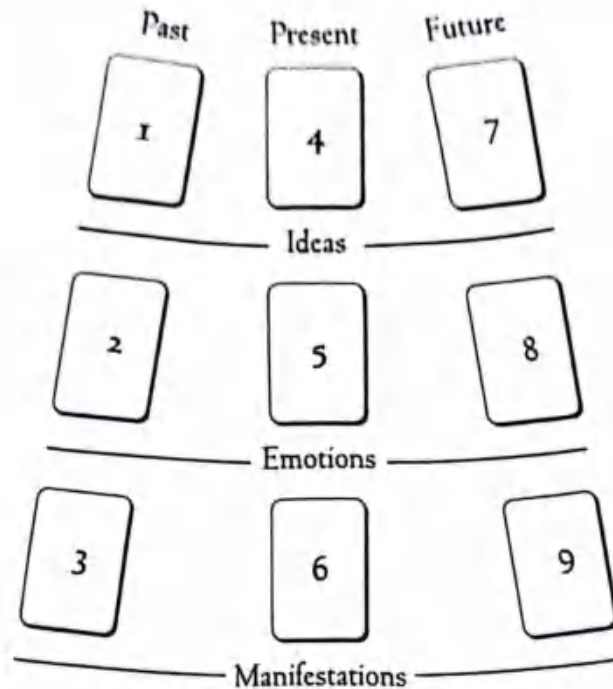 Past Present Future
1 4 7
Ideas
2 5 8
Emotions
3 6 9
Manifestations